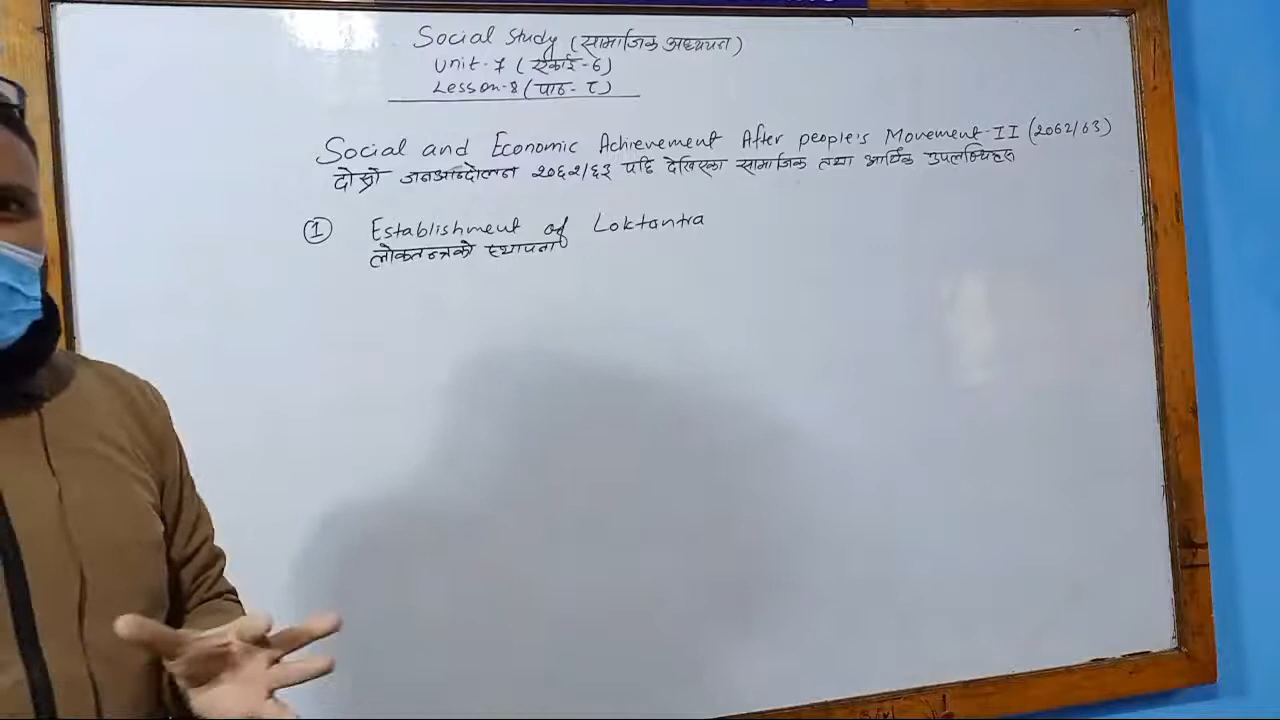 Social Study (सामाजिक अध्ययन)
Unit-7 (एकाई-७)
Lesson-8 (पाठ-८)
Social and Economic Achievement After people's Movement-II (2062/63)
दोस्रो जनआन्दोलन २०६२/६३ पछि देखिएका सामाजिक तथा आर्थिक उपलब्धिहरु
① Establishment of Loktantra
लोकतन्त्रको स्थापना